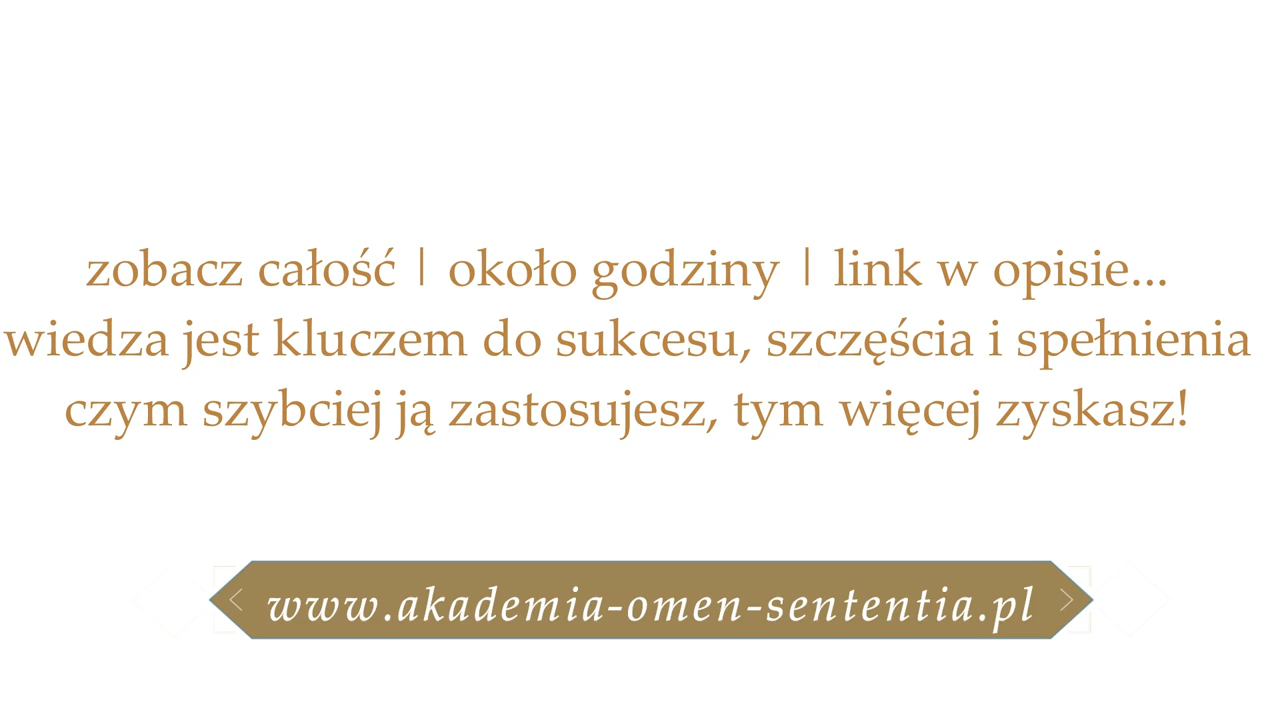 zobacz całość | około godziny | link w opisie...
wiedza jest kluczem do sukcesu, szczęścia i spełnienia
czym szybciej ją zastosujesz, tym więcej zyskasz!
www.akademia-omen-sententia.pl